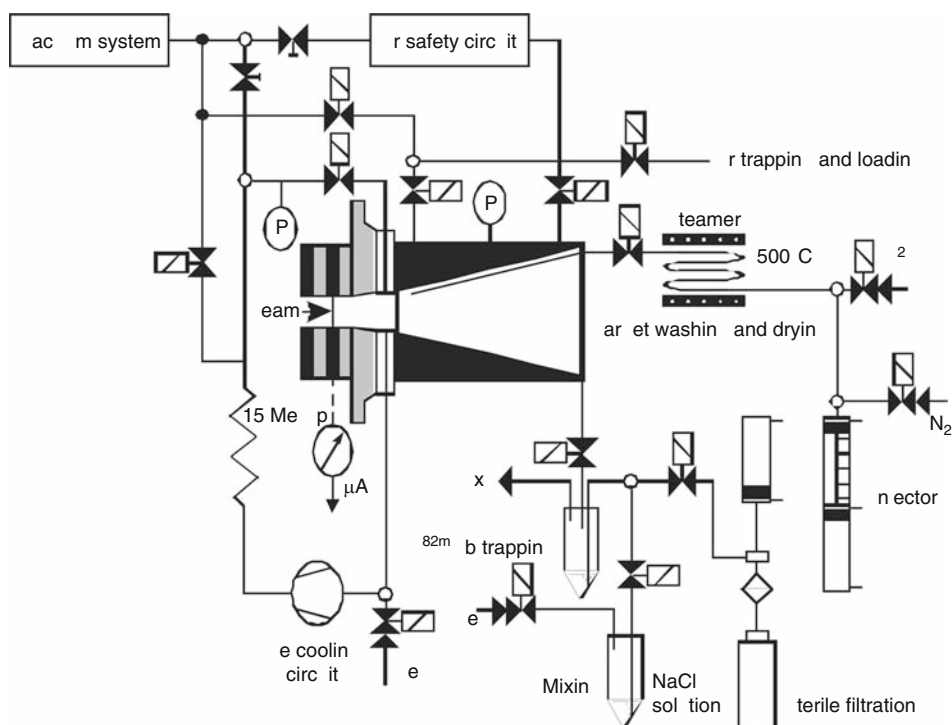 ac m system
r safety circ it
r trappin and loadin
P
P
teamer
500 C
2
eam
ar et washin and dryin
15 Me
p
N2
µA
x
n ector
82m b trappin
e
e coolin
circ it
e
Mixin
NaCl
sol tion
terile filtration